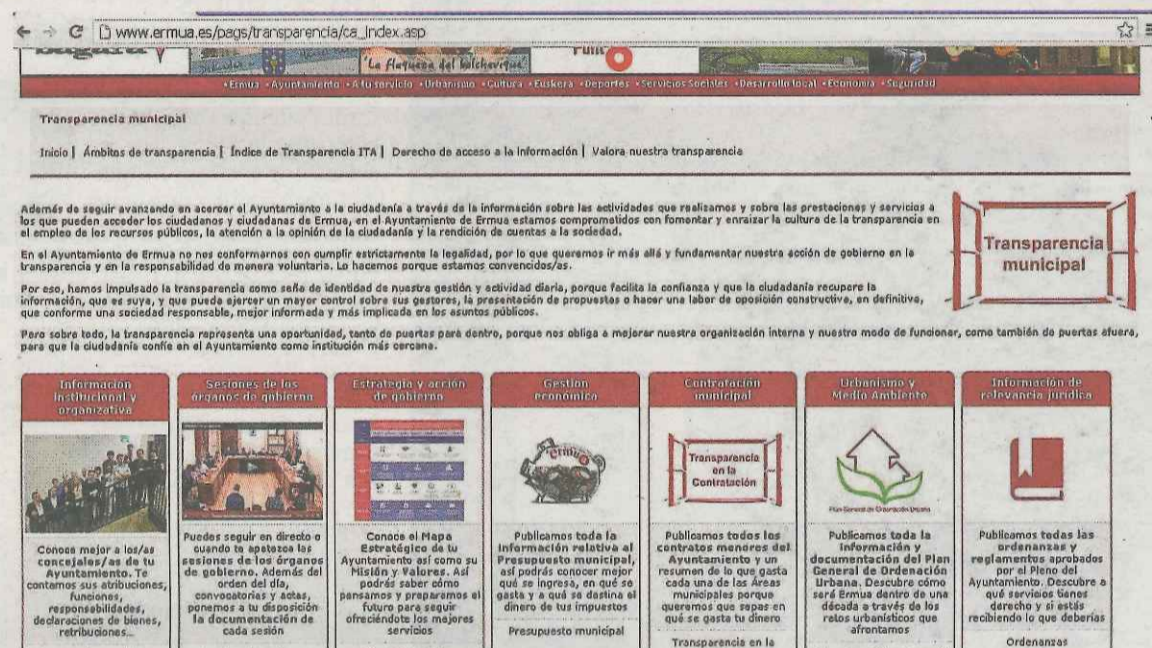 www.ermua.es/pags/transparencia/ca_index.asp
'La flaqueza del bolchevique'
•Ermua •Ayuntamiento •A tu servicio •Urbanismo •Cultura •Euskera •Deportes •Servicios Sociales •Desarrollo local •Economía •Seguridad
Transparencia municipal
Inicio | Ámbitos de transparencia | Índice de Transparencia ITA | Derecho de acceso a la información | Valora nuestra transparencia
Además de seguir avanzando en acercar el Ayuntamiento a la ciudadanía a través de la información sobre las actividades que realizamos y sobre las prestaciones y servicios a
los que pueden acceder los ciudadanos y ciudadanas de Ermua, en el Ayuntamiento de Ermua estamos comprometidos con fomentar y enraizar la cultura de la transparencia en
el empleo de los recursos públicos, la atención a la opinión de la ciudadanía y la rendición de cuentas a la sociedad.
En el Ayuntamiento de Ermua no nos conformarnos con cumplir estrictamente la legalidad, por lo que queremos ir más allá y fundamentar nuestra acción de gobierno en la
transparencia y en la responsabilidad de manera voluntaria. Lo hacemos porque estamos convencidos/as.
Por eso, hemos impulsado la transparencia como seña de identidad de nuestra gestión y actividad diaria, porque facilita la confianza y que la ciudadanía recupere la
información, que es suya, y que pueda ejercer un mayor control sobre sus gestores, la presentación de propuestas o hacer una labor de oposición constructiva, en definitiva,
que conforme una sociedad responsable, mejor informada y más implicada en los asuntos públicos.
Pero sobre todo, la transparencia representa una oportunidad, tanto de puertas para dentro, porque nos obliga a mejorar nuestra organización interna y nuestro modo de funcionar, como también de puertas afuera,
para que la ciudadanía confíe en el Ayuntamiento como institución más cercana.
Transparencia
municipal
Información
institucional y
organizativa
Conoce mejor a los/as
concejales/as de tu
Ayuntamiento. Te
contamos sus atribuciones,
funciones,
responsabilidades,
declaraciones de bienes,
retribuciones...
Sesiones de los
órganos de gobierno
Puedes seguir en directo o
cuando te apetezca las
sesiones de los órganos
de gobierno. Además del
orden del día,
convocatorias y actas,
ponemos a tu disposición
la documentación de
cada sesión
Estrategia y acción
de gobierno
Conoce el Mapa
Estratégico de tu
Ayuntamiento así como su
Misión y Valores. Así
podrás saber cómo
pensamos y preparamos el
futuro para seguir
ofreciéndote los mejores
servicios
Gestión
económica
ermua
Publicamos toda la
información relativa al
Presupuesto municipal,
así podrás conocer mejor
qué se ingresa, en qué se
gasta y a qué se destina el
dinero de tus impuestos
Presupuesto municipal
Contratación
municipal
Transparencia
en la
Contratación
Publicamos todos los
contratos menores del
Ayuntamiento y un
resumen de lo que gasta
cada una de las Áreas
municipales porque
queremos que sepas en
qué se gasta tu dinero
Transparencia en la
Urbanismo y
Medio Ambiente
Plan General de Ordenación Urbana
Publicamos toda la
información y
documentación del Plan
General de Ordenación
Urbana. Descubre cómo
será Ermua dentro de una
década a través de los
retos urbanísticos que
afrontamos
Información de
relevancia jurídica
Publicamos todas las
ordenanzas y
reglamentos aprobados
por el Pleno del
Ayuntamiento. Descubre a
qué servicios tienes
derecho y si estás
recibiendo lo que deberías
Ordenanzas